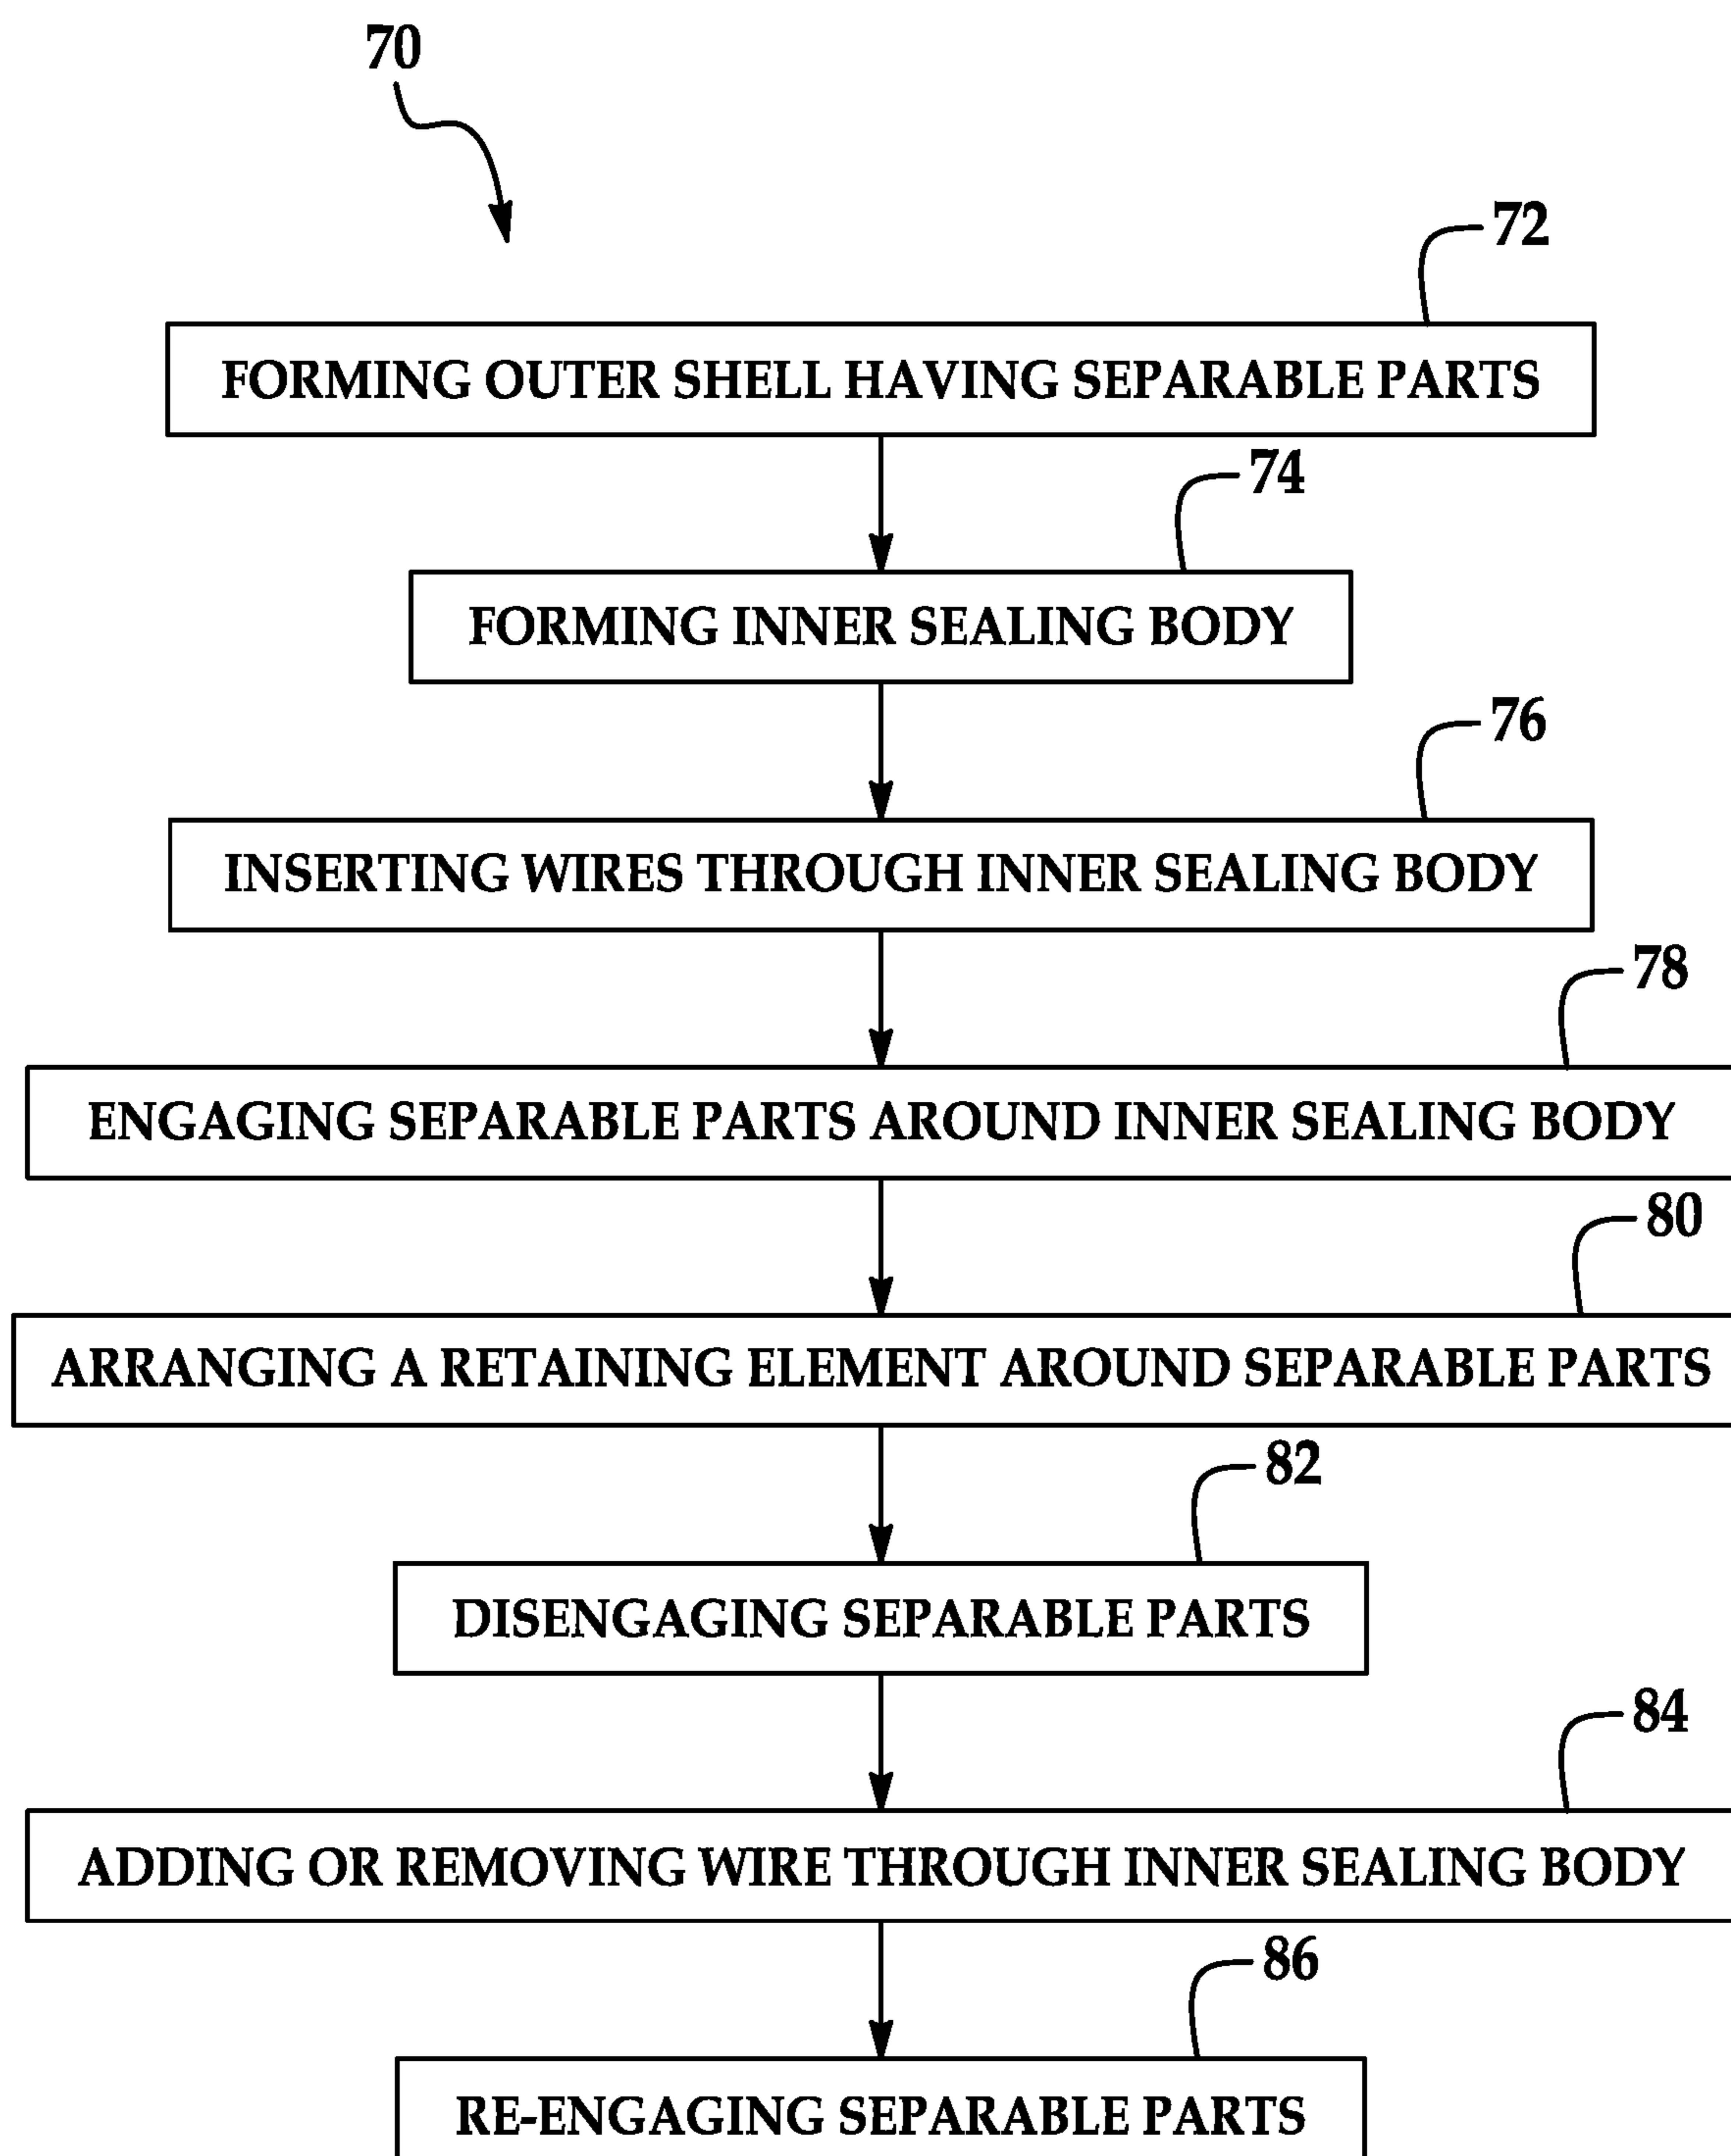 70
72
FORMING OUTER SHELL HAVING SEPARABLE PARTS
74
FORMING INNER SEALING BODY
76
INSERTING WIRES THROUGH INNER SEALING BODY
78
ENGAGING SEPARABLE PARTS AROUND INNER SEALING BODY
80
ARRANGING A RETAINING ELEMENT AROUND SEPARABLE PARTS
82
DISENGAGING SEPARABLE PARTS
84
ADDING OR REMOVING WIRE THROUGH INNER SEALING BODY
86
RE-ENGAGING SEPARABLE PARTS